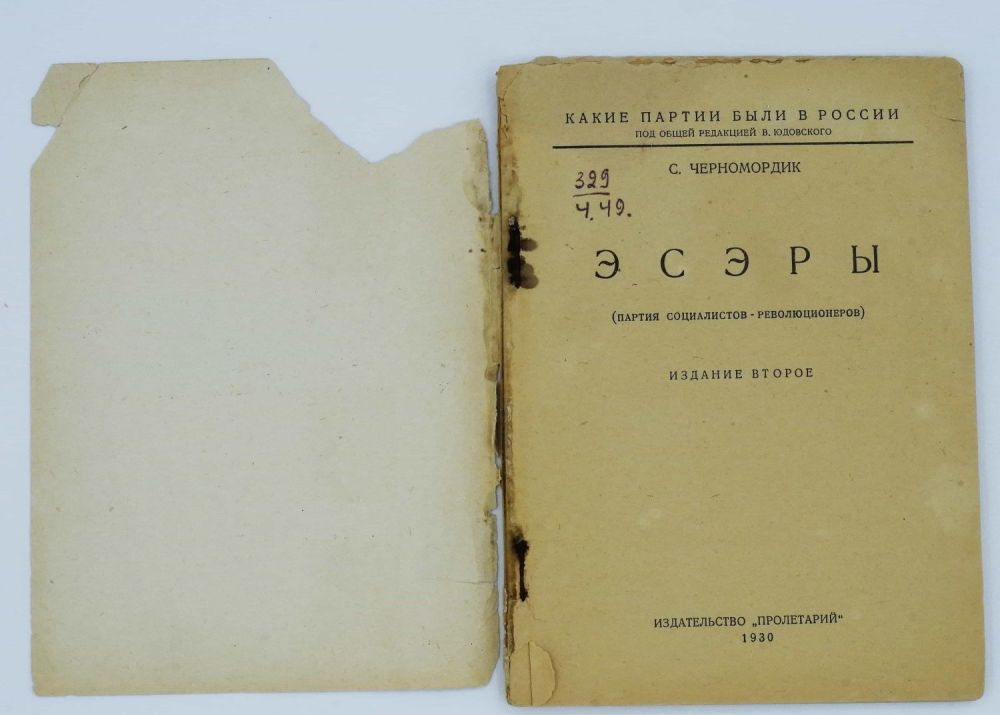 КАКИЕ ПАРТИИ БЫЛИ В РОССИИ
ПОД ОБЩЕЙ РЕДАКЦИЕЙ В. ЮДОВСКОГО
С. ЧЕРНОМОРДИК
329
Ч. 49.
ЭСЭРЫ
(ПАРТИЯ СОЦИАЛИСТОВ - РЕВОЛЮЦИОНЕРОВ)
ИЗДАНИЕ ВТОРОЕ
ИЗДАТЕЛЬСТВО „ПРОЛЕТАРИЙ“
1930